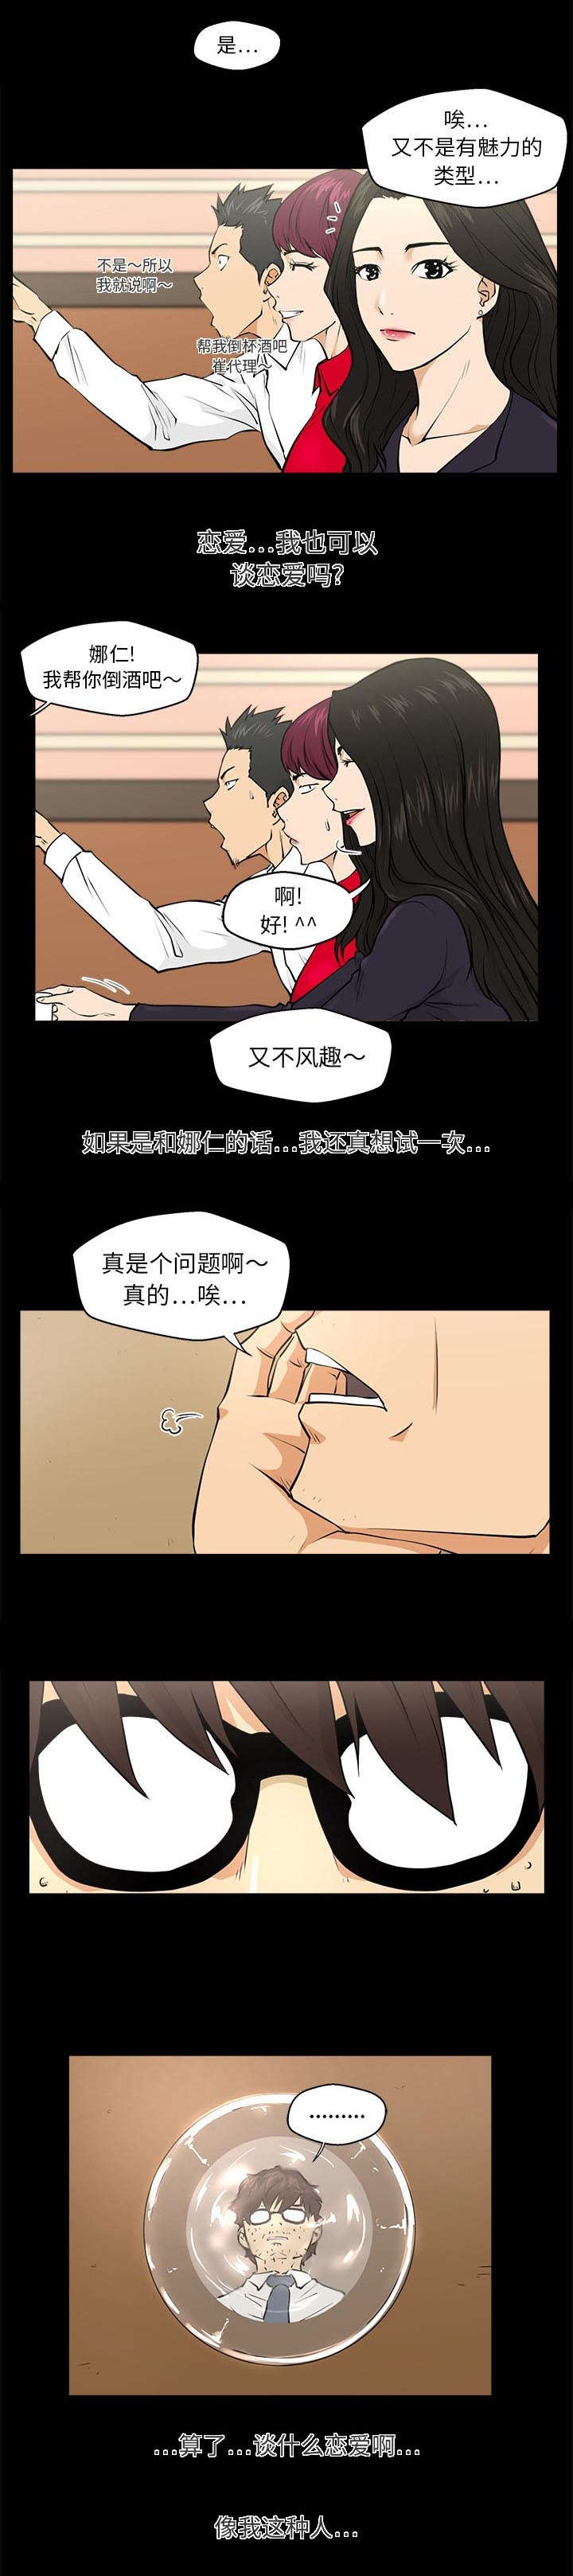 是...
唉...
又不是有魅力的
类型...
不是～所以
我就说啊～
帮我倒杯酒吧
崔代理～
恋爱...我也可以
谈恋爱吗?
娜仁!
我帮你倒酒吧～
啊!
好! ^^
又不风趣～
如果是和娜仁的话...我还真想试一次...
真是个问题啊～
真的...唉...
.........
...算了...谈什么恋爱啊...
像我这种人...